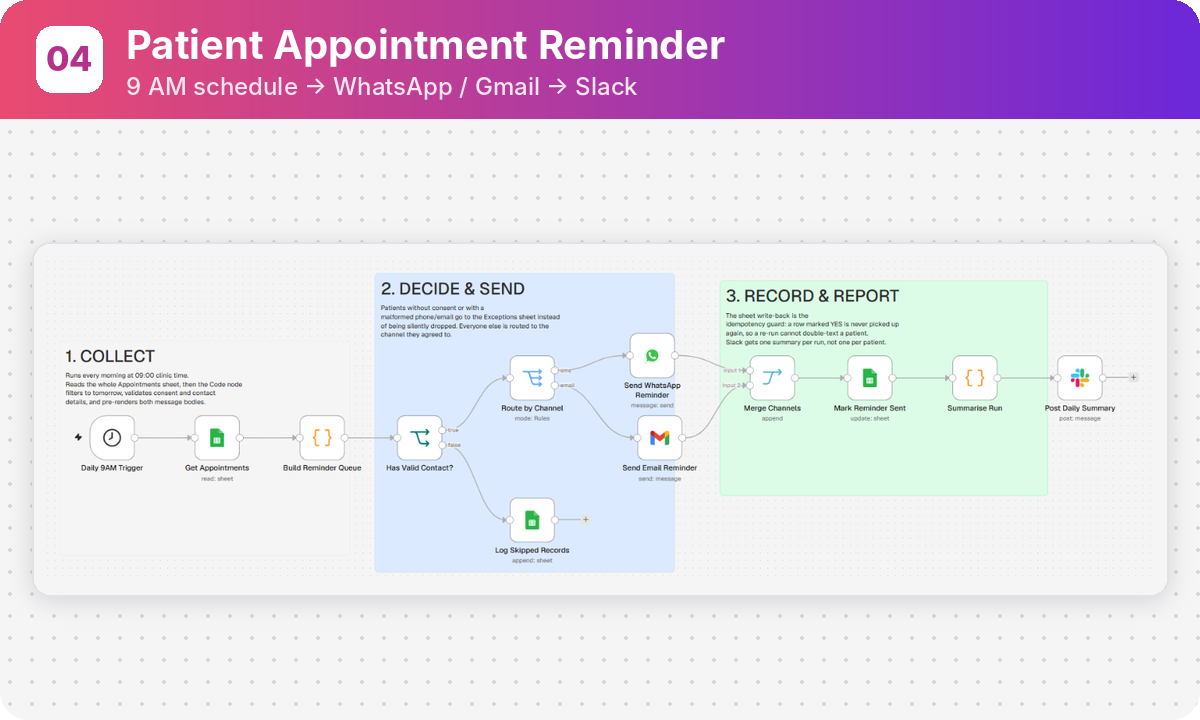 04
Patient Appointment Reminder
9 AM schedule → WhatsApp / Gmail → Slack
1. COLLECT
Runs every morning at 09:00 clinic time.
Reads the whole Appointments sheet, then the Code node
filters to tomorrow, validates consent and contact
details, and pre-renders both message bodies.
Daily 9AM Trigger
Get Appointments
read: sheet
Build Reminder Queue
2. DECIDE & SEND
Patients without consent or with a
malformed phone/email go to the Exceptions sheet instead
of being silently dropped. Everyone else is routed to the
channel they agreed to.
Has Valid Contact?
true
false
Route by Channel
mode: Rules
email
Send WhatsApp
Reminder
message: send
Send Email Reminder
send: message
Log Skipped Records
append: sheet
3. RECORD & REPORT
The sheet write-back is the
idempotency guard: a row marked YES is never picked up
again, so a re-run cannot double-text a patient.
Slack gets one summary per run, not one per patient.
Input 1
Input 2
Merge Channels
append
Mark Reminder Sent
update: sheet
Summarise Run
Post Daily Summary
post: message